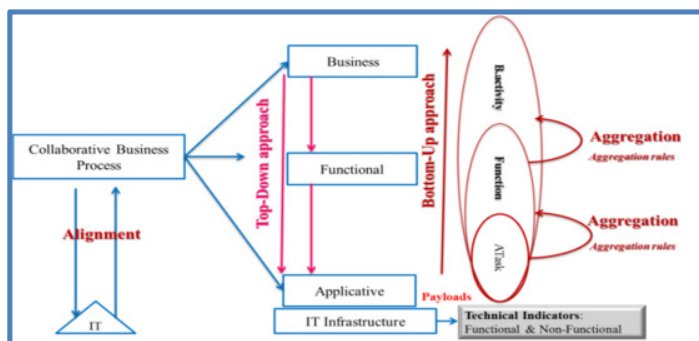 Business
Collaborative Business
Process
Top-Down approach
Functional
Bottom-Up approach
B.activity
Function
ATask
Aggregation
Aggregation rules
Aggregation
Aggregation rules
Alignment
IT
Applicative
Payloads
IT Infrastructure
Technical Indicators:
Functional & Non-Functional